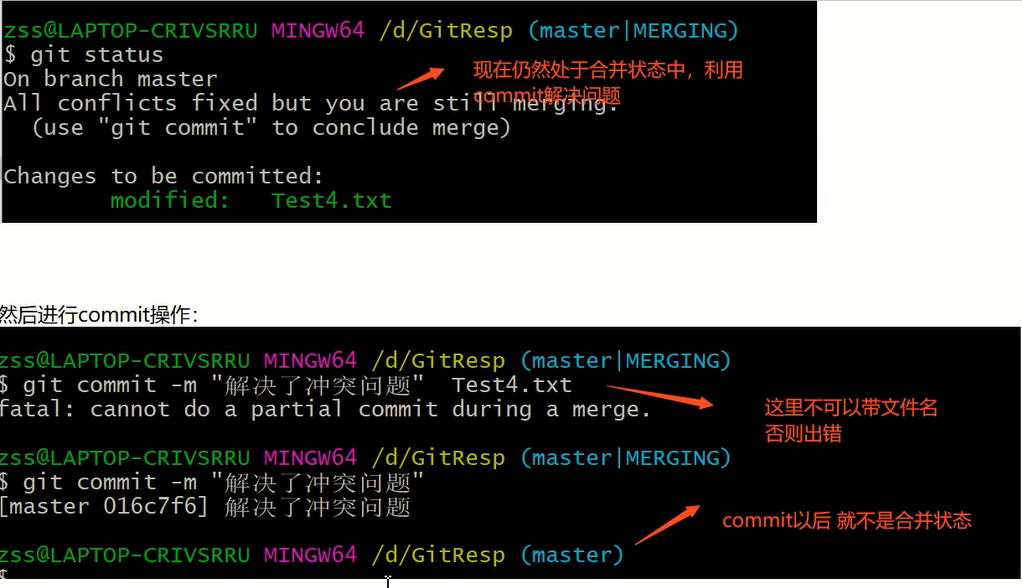 zss@LAPTOP-CRIVSRRU MINGW64 /d/GitResp (master|MERGING)
$ git status
On branch master
现在仍然处于合并状态中，利用
commit解决问题
All conflicts fixed but you are still merging.
(use "git commit" to conclude merge)
Changes to be committed:
modified: Test4.txt
然后进行commit操作：
zss@LAPTOP-CRIVSRRU MINGW64 /d/GitResp (master|MERGING)
$ git commit -m "解决了冲突问题" Test4.txt
fatal: cannot do a partial commit during a merge.
这里不可以带文件名
否则出错
zss@LAPTOP-CRIVSRRU MINGW64 /d/GitResp (master|MERGING)
$ git commit -m "解决了冲突问题"
[master 016c7f6] 解决了冲突问题
commit以后 就不是合并状态
zss@LAPTOP-CRIVSRRU MINGW64 /d/GitResp (master)
$